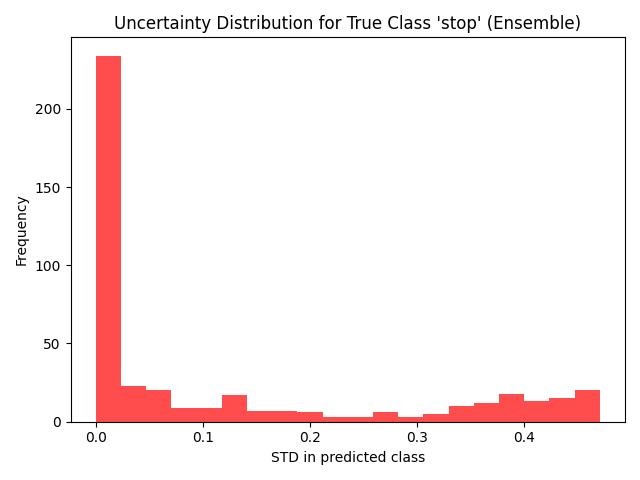 Uncertainty Distribution for True Class 'stop' (Ensemble)
Frequency
200
150
100
50
0
0.0 0.1 0.2 0.3 0.4
STD in predicted class